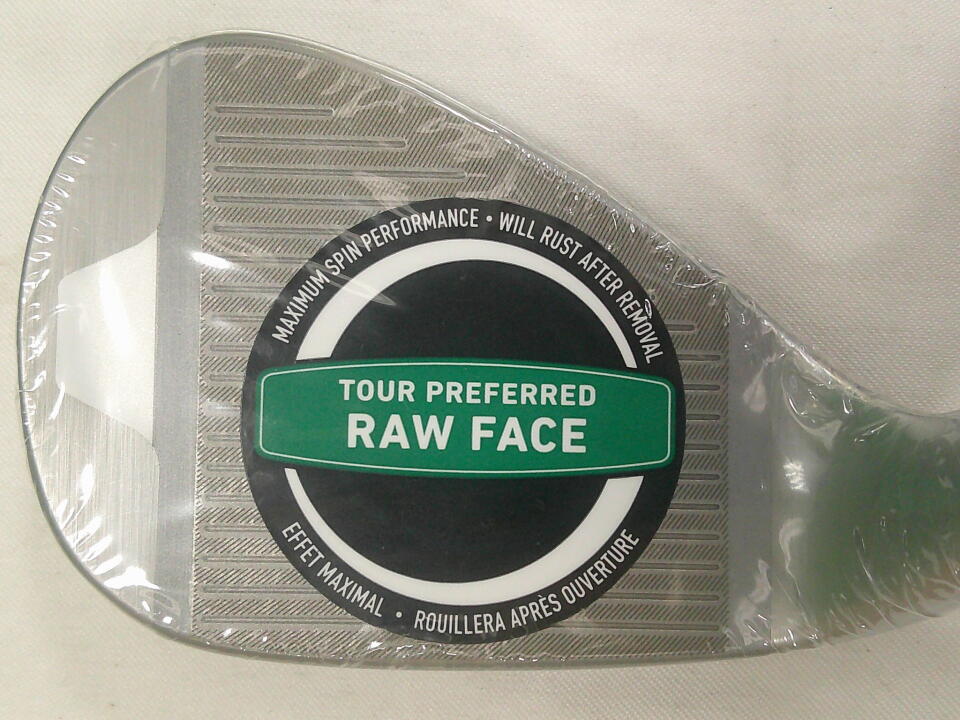 MAXIMUM SPIN PERFORMANCE • WILL RUST AFTER REMOVAL
TOUR PREFERRED
RAW FACE
EFFET MAXIMAL • ROUILLERA APRÈS OUVERTURE